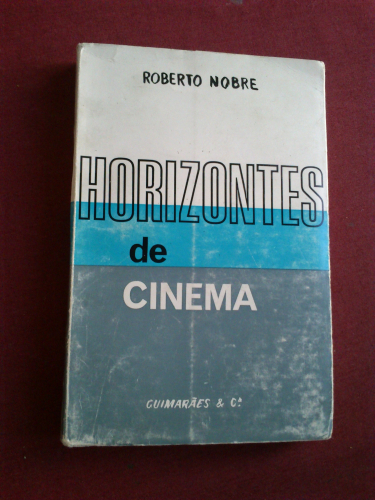 ROBERTO NOBRE
HORIZONTES
de
CINEMA
GUIMARÃES & Cª